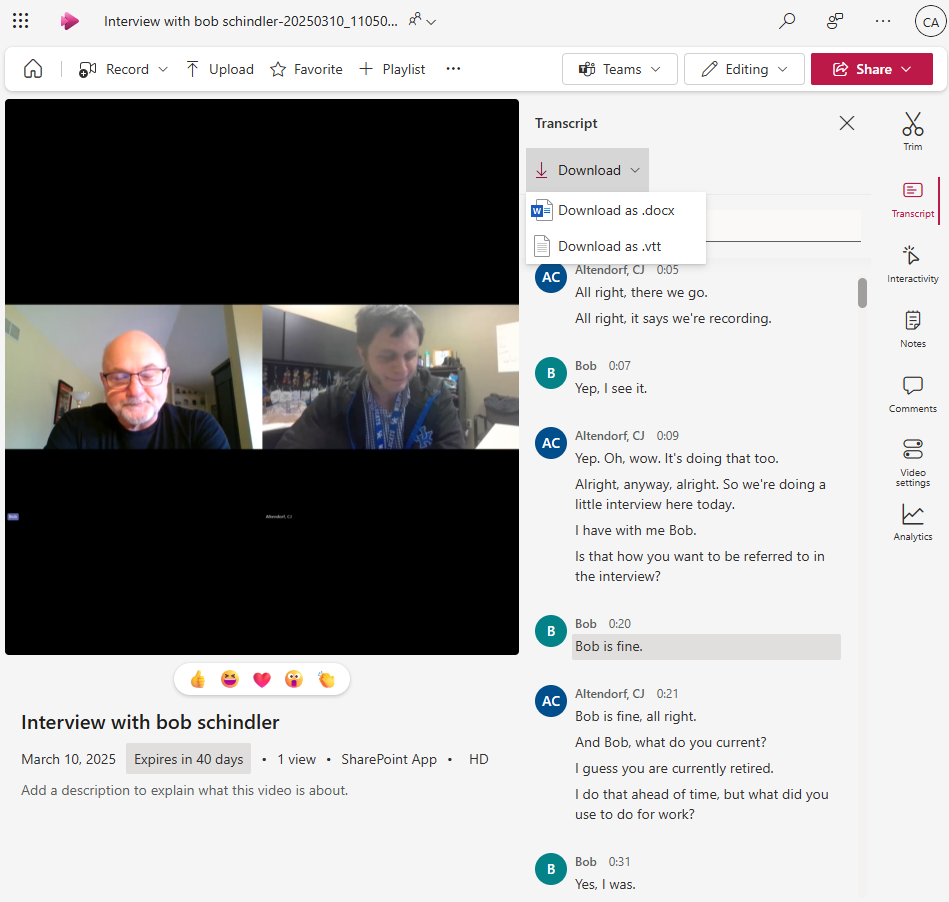 Interview with bob schindler-20250310_11050...
CA
Record
Upload
Favorite
Playlist
Teams
Editing
Share
Transcript
Download
Download as .docx
Download as .vtt
AC
Altendorf, CJ 0:05
All right, there we go.
All right, it says we're recording.
B
Bob 0:07
Yep, I see it.
AC
Altendorf, CJ 0:09
Yep. Oh, wow. It's doing that too.
Alright, anyway, alright. So we're doing a
little interview here today.
I have with me Bob.
Is that how you want to be referred to in
the interview?
B
Bob 0:20
Bob is fine.
AC
Altendorf, CJ 0:21
Bob is fine, all right.
And Bob, what do you current?
I guess you are currently retired.
I do that ahead of time, but what did you
use to do for work?
B
Bob 0:31
Yes, I was.
Trim
Transcript
Interactivity
Notes
Comments
Video
settings
Analytics
Bob
Altendorf, CJ
Interview with bob schindler
March 10, 2025 Expires in 40 days • 1 view • SharePoint App • HD
Add a description to explain what this video is about.